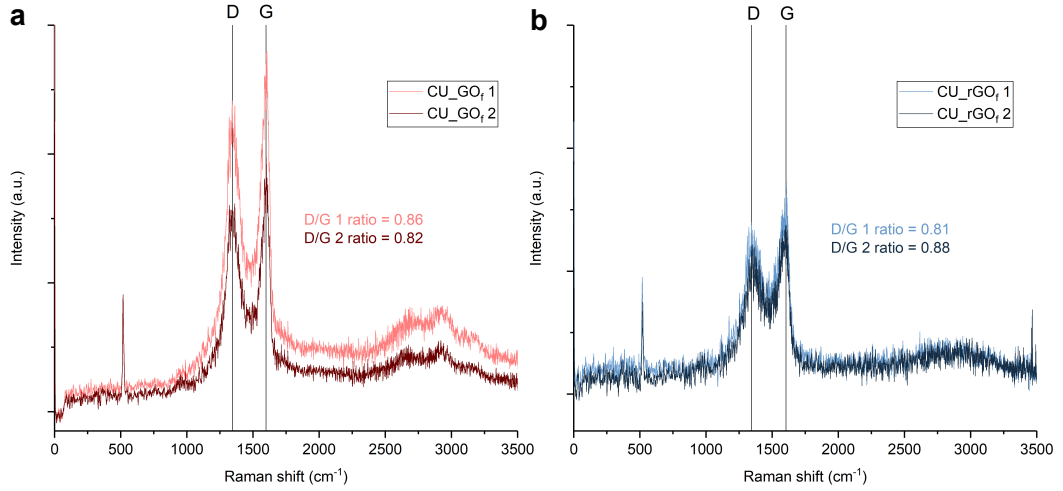 a
D G
CU_GOf 1
CU_GOf 2
D/G 1 ratio = 0.86
D/G 2 ratio = 0.82
Intensity (a.u.)
0 500 1000 1500 2000 2500 3000 3500
Raman shift (cm-1)
b
D G
CU_rGOf 1
CU_rGOf 2
D/G 1 ratio = 0.81
D/G 2 ratio = 0.88
Intensity (a.u.)
0 500 1000 1500 2000 2500 3000 3500
Raman shift (cm-1)